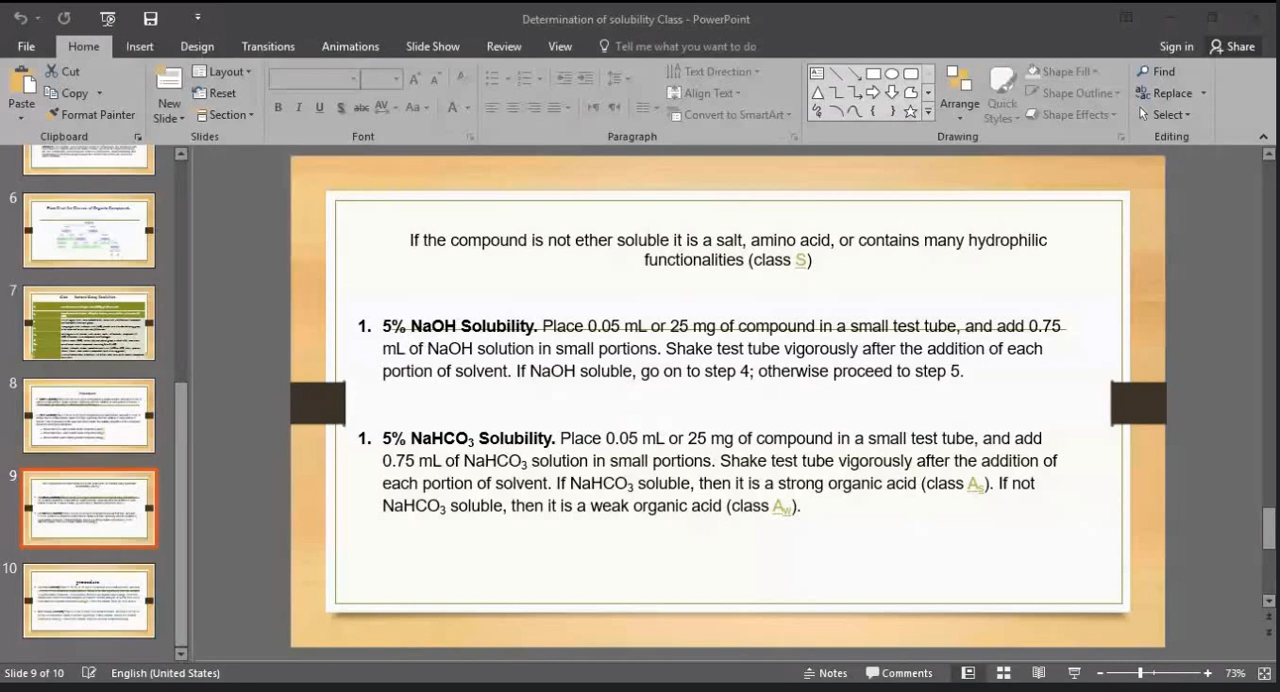 Determination of solubility Class - PowerPoint
File Home Insert Design Transitions Animations Slide Show Review View Tell me what you want to do Sign in Share
Paste
Cut
Copy
Format Painter
Clipboard
New
Slide
Layout
Reset
Section
Slides
B I U S abc AV Aa A
Font
Text Direction
Align Text
Convert to SmartArt
Paragraph
Arrange
Quick
Styles
Shape Fill
Shape Outline
Shape Effects
Drawing
Find
Replace
Select
Editing
6
7
8
9
10
If the compound is not ether soluble it is a salt, amino acid, or contains many hydrophilic
functionalities (class S)
1. 5% NaOH Solubility. Place 0.05 mL or 25 mg of compound in a small test tube, and add 0.75
mL of NaOH solution in small portions. Shake test tube vigorously after the addition of each
portion of solvent. If NaOH soluble, go on to step 4; otherwise proceed to step 5.
1. 5% NaHCO₃ Solubility. Place 0.05 mL or 25 mg of compound in a small test tube, and add
0.75 mL of NaHCO₃ solution in small portions. Shake test tube vigorously after the addition of
each portion of solvent. If NaHCO₃ soluble, then it is a strong organic acid (class Aₛ). If not
NaHCO₃ soluble, then it is a weak organic acid (class A).
Slide 9 of 10 English (United States) Notes Comments 73%